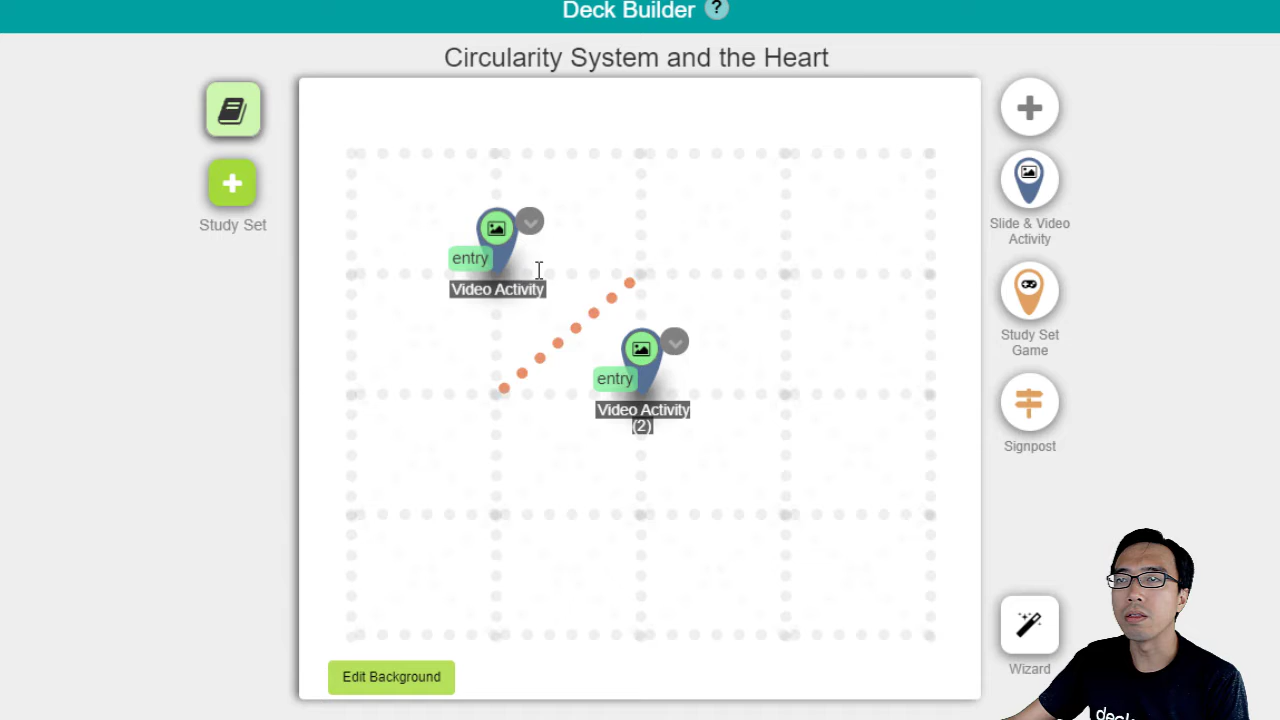 Deck Builder ?
Circularity System and the Heart
Study Set
entry
Video Activity
entry
Video Activity
(2)
Slide & Video
Activity
Study Set
Game
Signpost
Wizard
Edit Background
deck